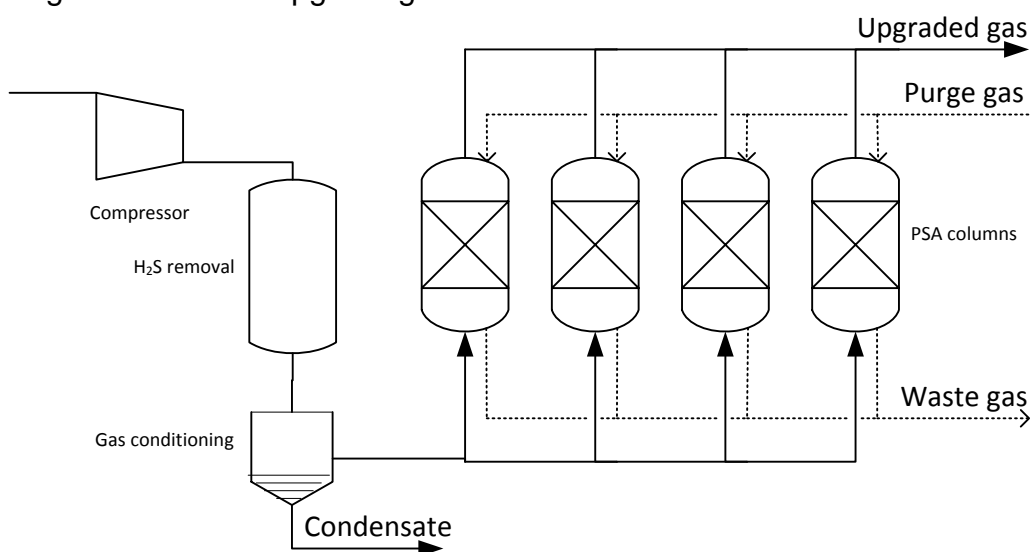 Upgraded gas
Purge gas
Compressor
H₂S removal
PSA columns
Gas conditioning
Waste gas
Condensate